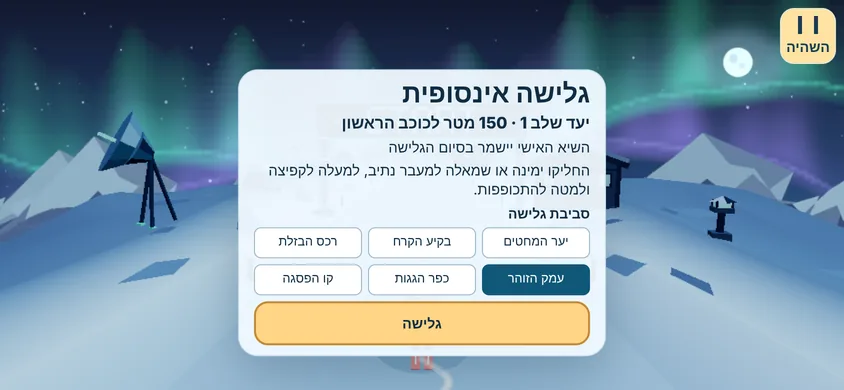 השהיה
גלישה אינסופית
יעד שלב 1 · 150 מטר לכוכב הראשון
השיא האישי יישמר בסיום הגלישה
החליקו ימינה או שמאלה למעבר נתיב, למעלה לקפיצה
ולמטה להתכופפות.
סביבת גלישה
יער המחטים
בקיע הקרח
רכס הבזלת
עמק הזוהר
כפר הגגות
קו הפסגה
גלישה